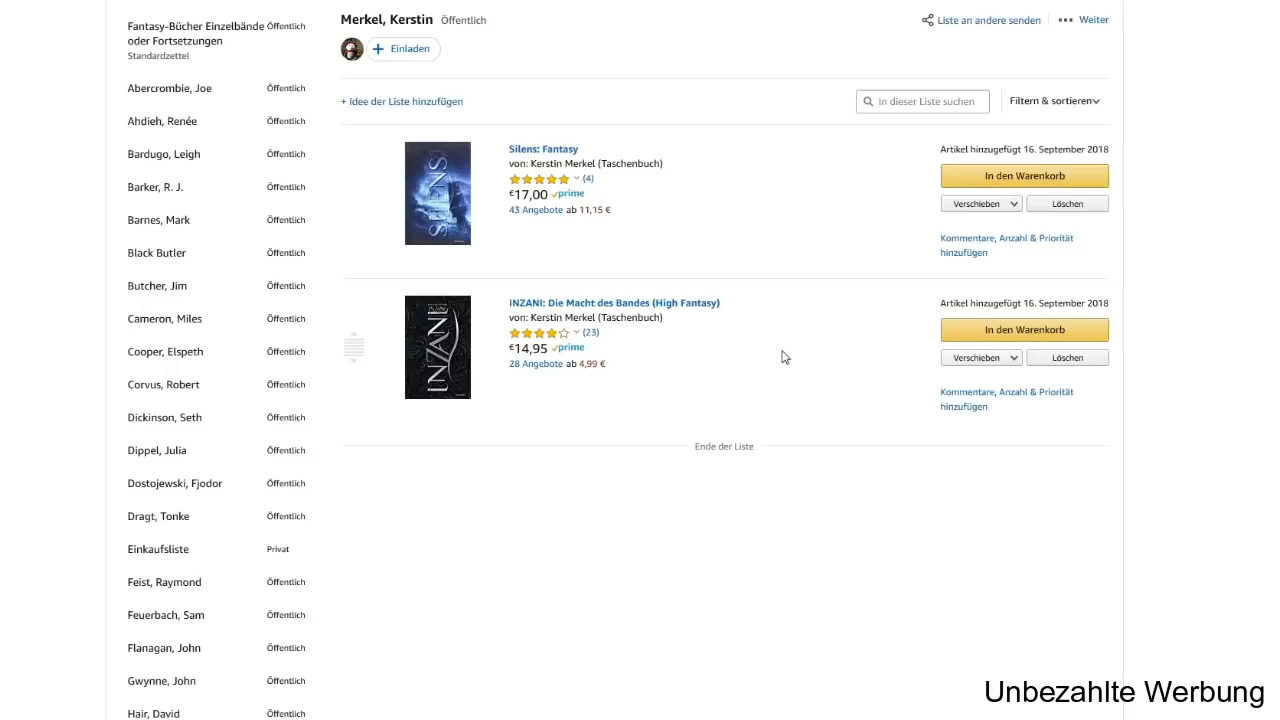 Fantasy-Bücher Einzelbände Öffentlich
oder Fortsetzungen
Standardzettel
Abercrombie, Joe Öffentlich
Ahdieh, Renée Öffentlich
Bardugo, Leigh Öffentlich
Barker, R. J. Öffentlich
Barnes, Mark Öffentlich
Black Butler Öffentlich
Butcher, Jim Öffentlich
Cameron, Miles Öffentlich
Cooper, Elspeth Öffentlich
Corvus, Robert Öffentlich
Dickinson, Seth Öffentlich
Dippel, Julia Öffentlich
Dostojewski, Fjodor Öffentlich
Dragt, Tonke Öffentlich
Einkaufsliste Privat
Feist, Raymond Öffentlich
Feuerbach, Sam Öffentlich
Flanagan, John Öffentlich
Gwynne, John Öffentlich
Hair, David Öffentlich
Merkel, Kerstin Öffentlich
Liste an andere senden
Weiter
Einladen
+ Idee der Liste hinzufügen
In dieser Liste suchen
Filtern & sortieren
SILENS
Silens: Fantasy
von: Kerstin Merkel (Taschenbuch)
(4)
€17,00 prime
43 Angebote ab 11,15 €
Artikel hinzugefügt 16. September 2018
In den Warenkorb
Verschieben Löschen
Kommentare, Anzahl & Priorität
hinzufügen
INZANI
INZANI: Die Macht des Bandes (High Fantasy)
von: Kerstin Merkel (Taschenbuch)
(23)
€14,95 prime
28 Angebote ab 4,99 €
Artikel hinzugefügt 16. September 2018
In den Warenkorb
Verschieben Löschen
Kommentare, Anzahl & Priorität
hinzufügen
Ende der Liste
Unbezahlte Werbung